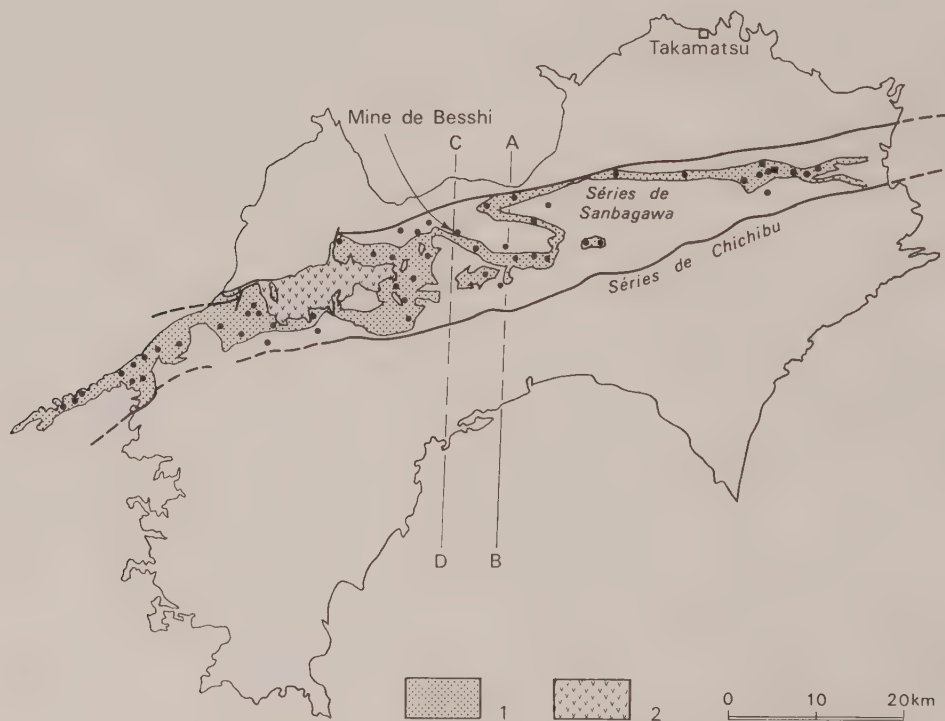 Takamatsu
Mine de Besshi
C
A
Séries de
Sanbagawa
Séries de Chichibu
D
B
1
2
0
10
20km